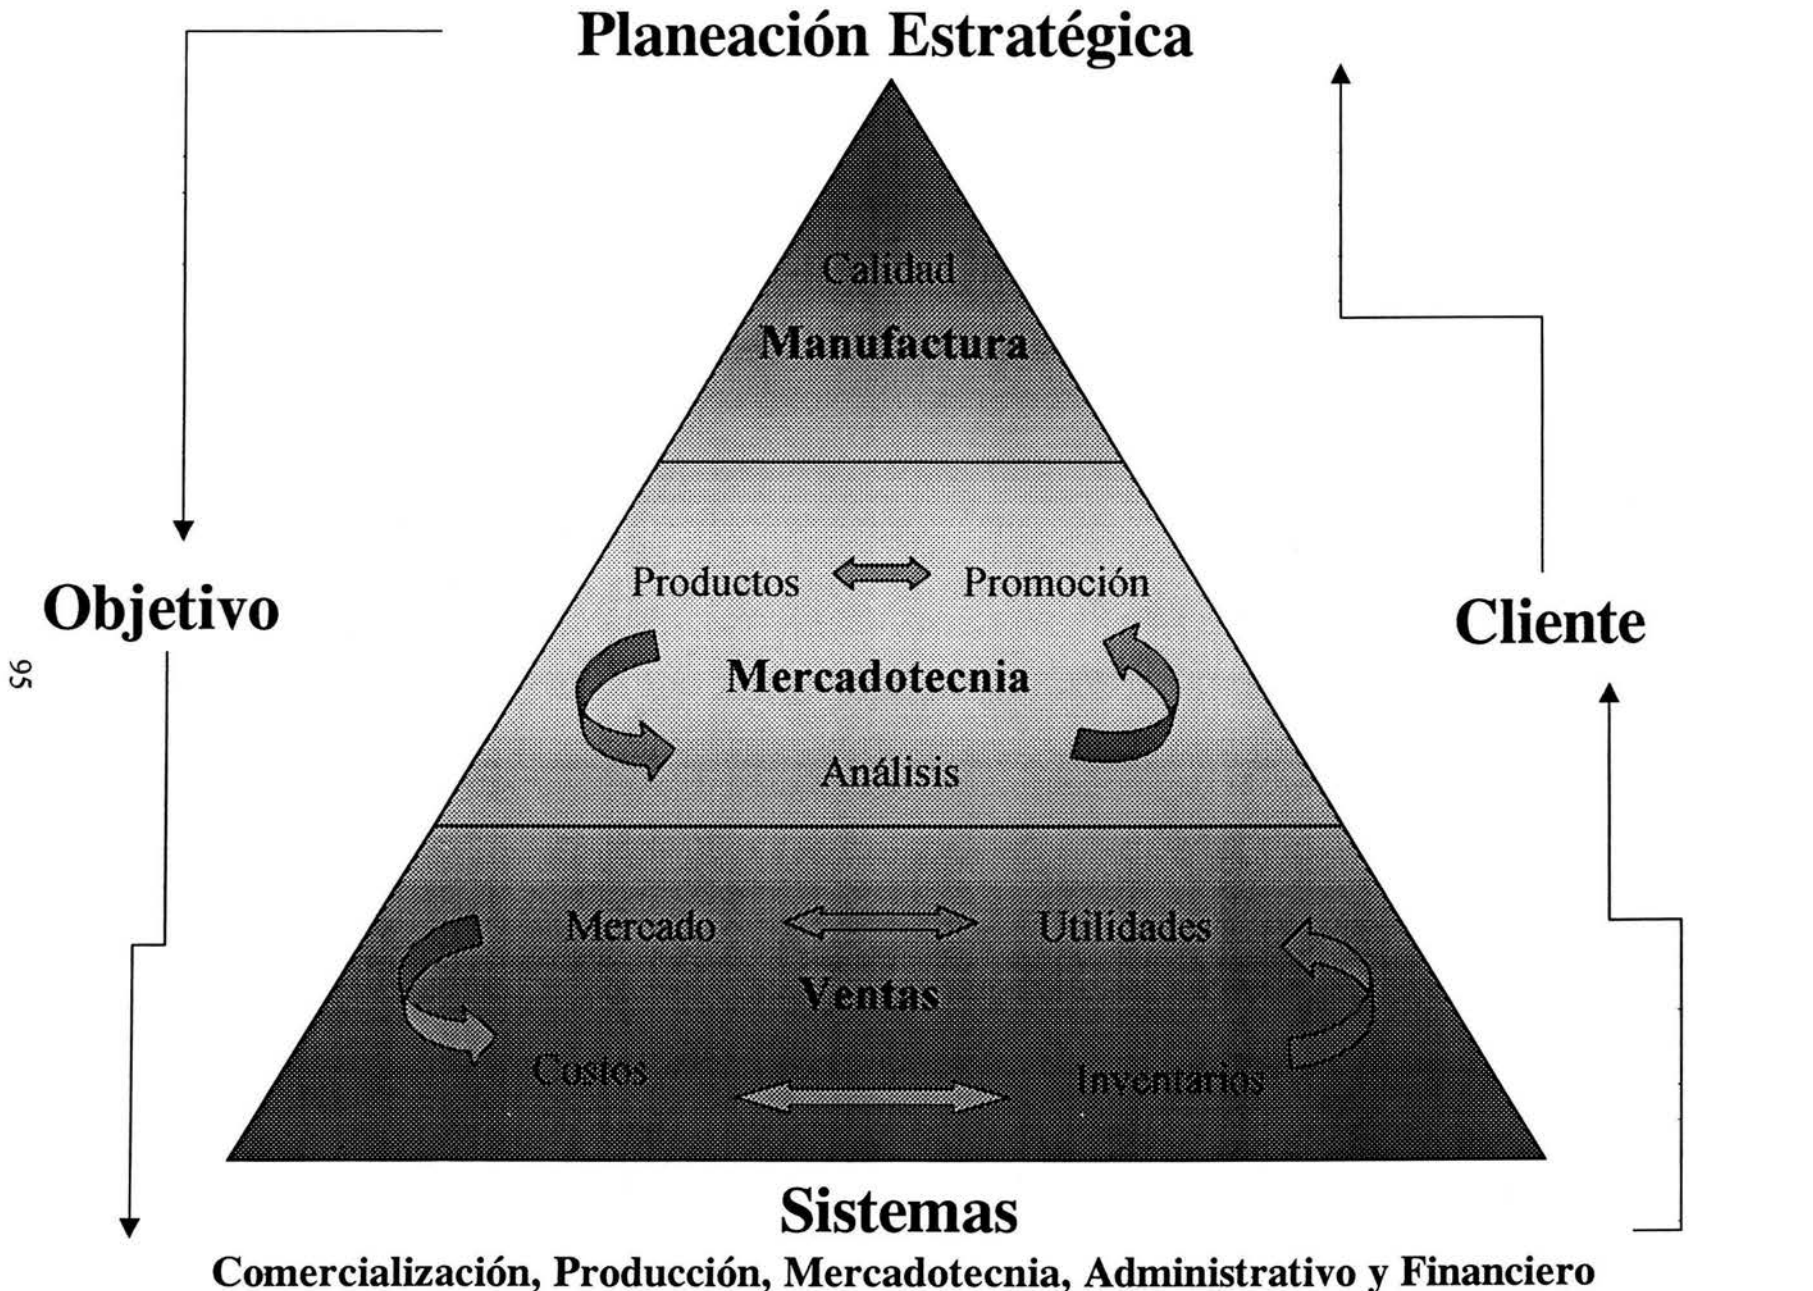 Planeación Estratégica
Calidad
Manufactura
Productos Promoción
Objetivo
Cliente
Mercadotecnia
95
Análisis
Mercado Utilidades
Ventas
Costos Inventarios
Sistemas
Comercialización, Producción, Mercadotecnia, Administrativo y Financiero